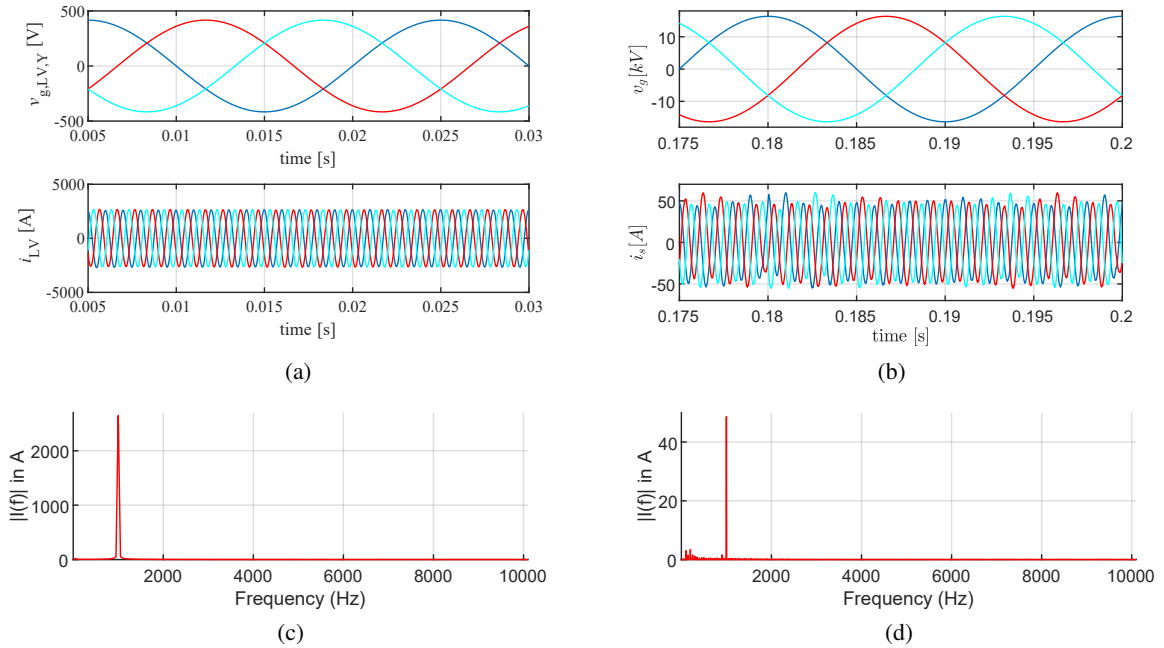 v g,LV,Y [V]
500
0
-500
0.005 0.01 0.015 0.02 0.025 0.03
time [s]
i LV [A]
5000
0
-5000
0.005 0.01 0.015 0.02 0.025 0.03
time [s]
(a)
v g [kV]
10
0
-10
0.175 0.18 0.185 0.19 0.195 0.2
i s [A]
50
0
-50
0.175 0.18 0.185 0.19 0.195 0.2
time [s]
(b)
|I(f)| in A
2000
1000
0
2000 4000 6000 8000 10000
Frequency (Hz)
(c)
|I(f)| in A
40
20
0
2000 4000 6000 8000 10000
Frequency (Hz)
(d)